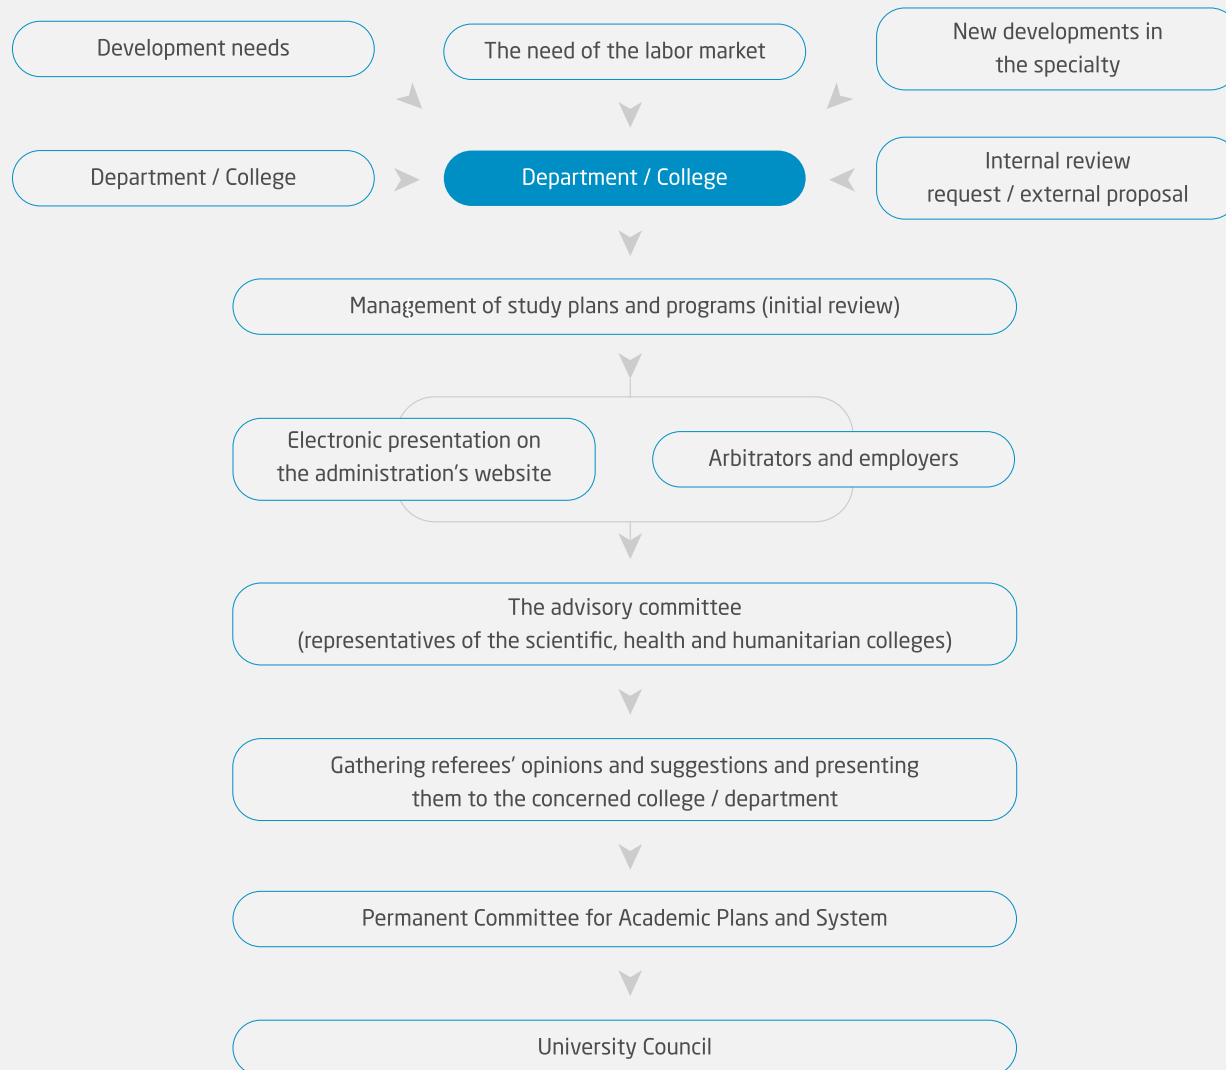 Development needs
The need of the labor market
New developments in
the specialty
Department / College
Department / College
Internal review
request / external proposal
Management of study plans and programs (initial review)
Electronic presentation on
the administration's website
Arbitrators and employers
The advisory committee
(representatives of the scientific, health and humanitarian colleges)
Gathering referees' opinions and suggestions and presenting
them to the concerned college / department
Permanent Committee for Academic Plans and System
University Council